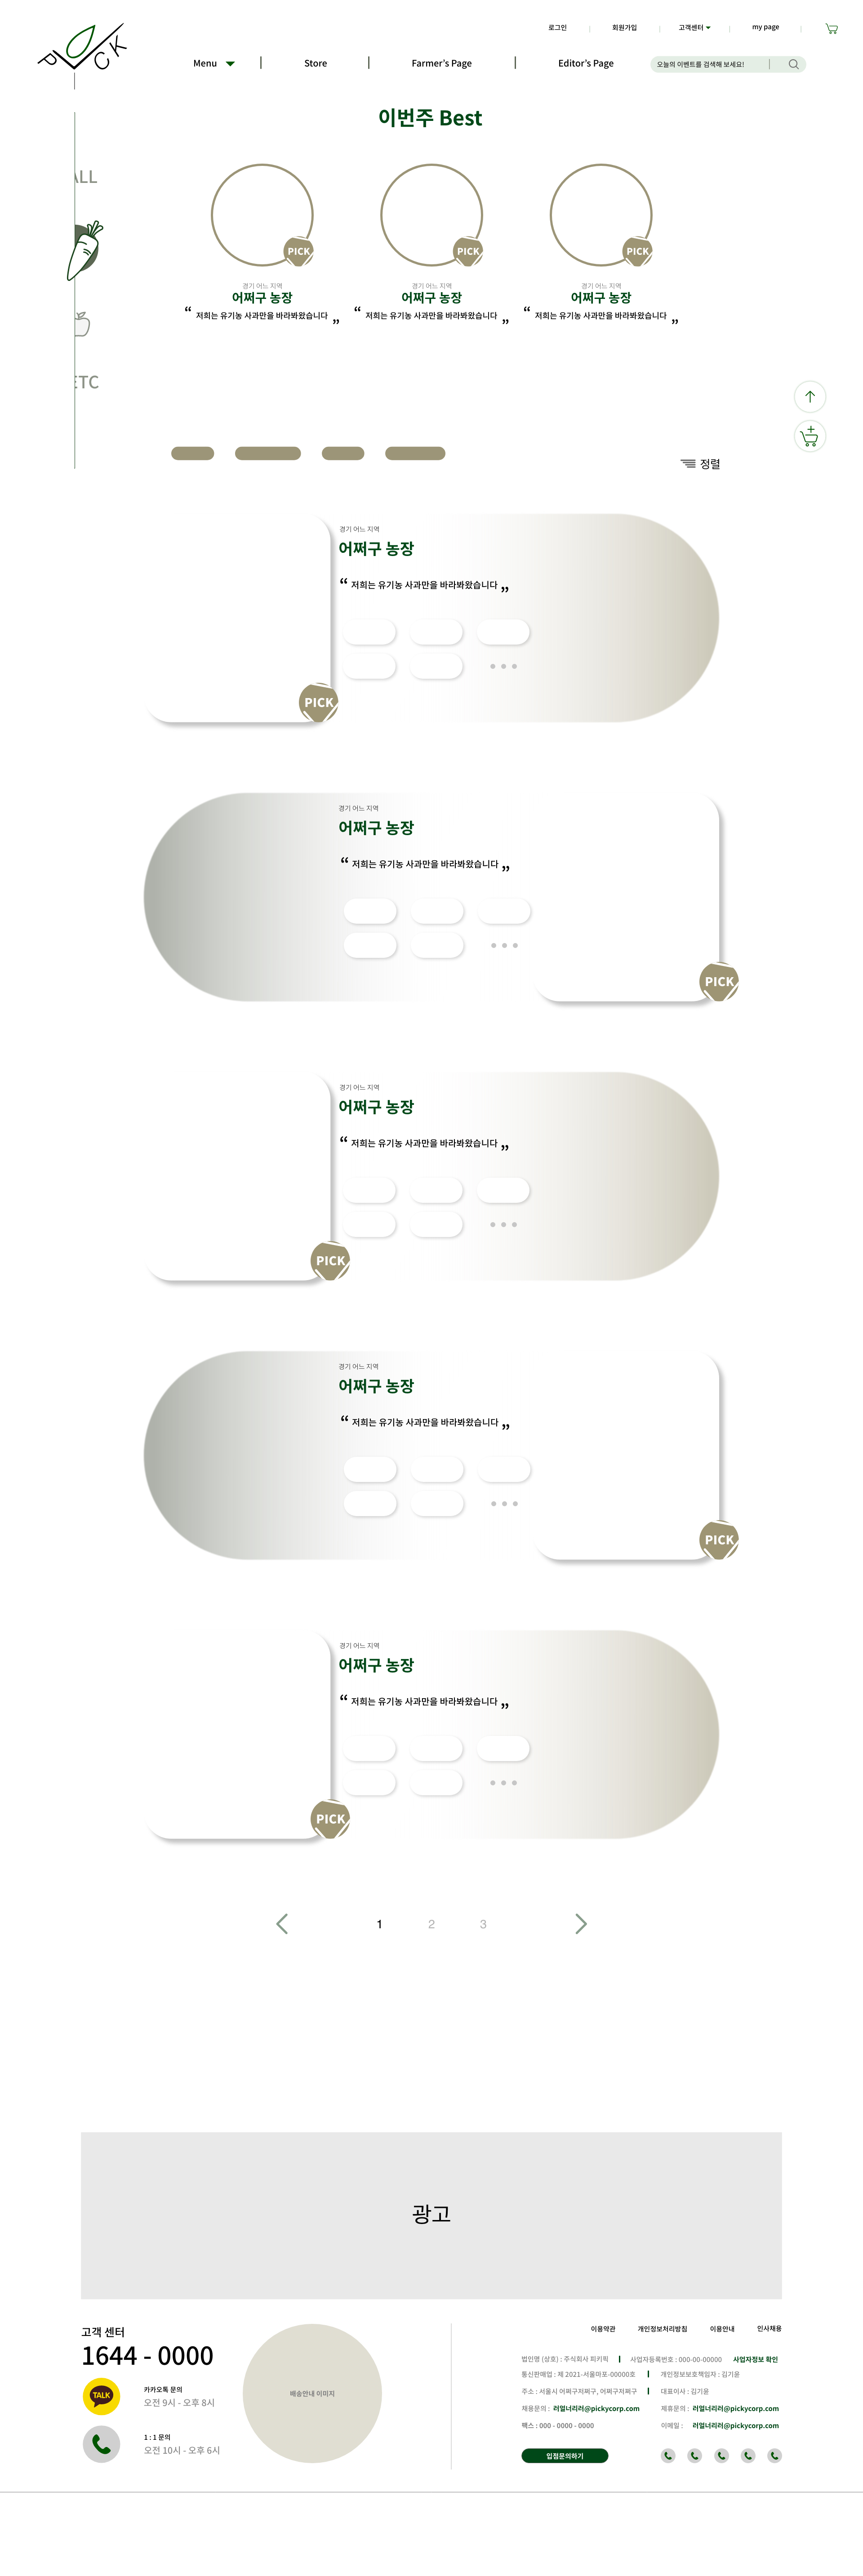 PICK
로그인
회원가입
고객센터
my page
Menu
Store
Farmer's Page
Editor's Page
오늘의 이벤트를 검색해 보세요!
이번주 Best
ALL
ETC
PICK
PICK
PICK
경기 어느 지역
경기 어느 지역
경기 어느 지역
어쩌구 농장
어쩌구 농장
어쩌구 농장
“ 저희는 유기농 사과만을 바라봐왔습니다 „
“ 저희는 유기농 사과만을 바라봐왔습니다 „
“ 저희는 유기농 사과만을 바라봐왔습니다 „
정렬
경기 어느 지역
어쩌구 농장
“ 저희는 유기농 사과만을 바라봐왔습니다 „
PICK
경기 어느 지역
어쩌구 농장
“ 저희는 유기농 사과만을 바라봐왔습니다 „
PICK
경기 어느 지역
어쩌구 농장
“ 저희는 유기농 사과만을 바라봐왔습니다 „
PICK
경기 어느 지역
어쩌구 농장
“ 저희는 유기농 사과만을 바라봐왔습니다 „
PICK
경기 어느 지역
어쩌구 농장
“ 저희는 유기농 사과만을 바라봐왔습니다 „
PICK
1 2 3
광고
고객 센터
1644 - 0000
TALK
카카오톡 문의
오전 9시 - 오후 8시
1 : 1 문의
오전 10시 - 오후 6시
배송안내 이미지
이용약관
개인정보처리방침
이용안내
인사채용
법인명 (상호) : 주식회사 피키픽
사업자등록번호 : 000-00-00000
사업자정보 확인
통신판매업 : 제 2021-서울마포-00000호
개인정보보호책임자 : 김기윤
주소 : 서울시 어쩌구저쩌구, 어쩌구저쩌구
대표이사 : 김기윤
채용문의 : 러얼너리러@pickycorp.com
제휴문의 : 러얼너리러@pickycorp.com
팩스 : 000 - 0000 - 0000
이메일 : 러얼너리러@pickycorp.com
입점문의하기